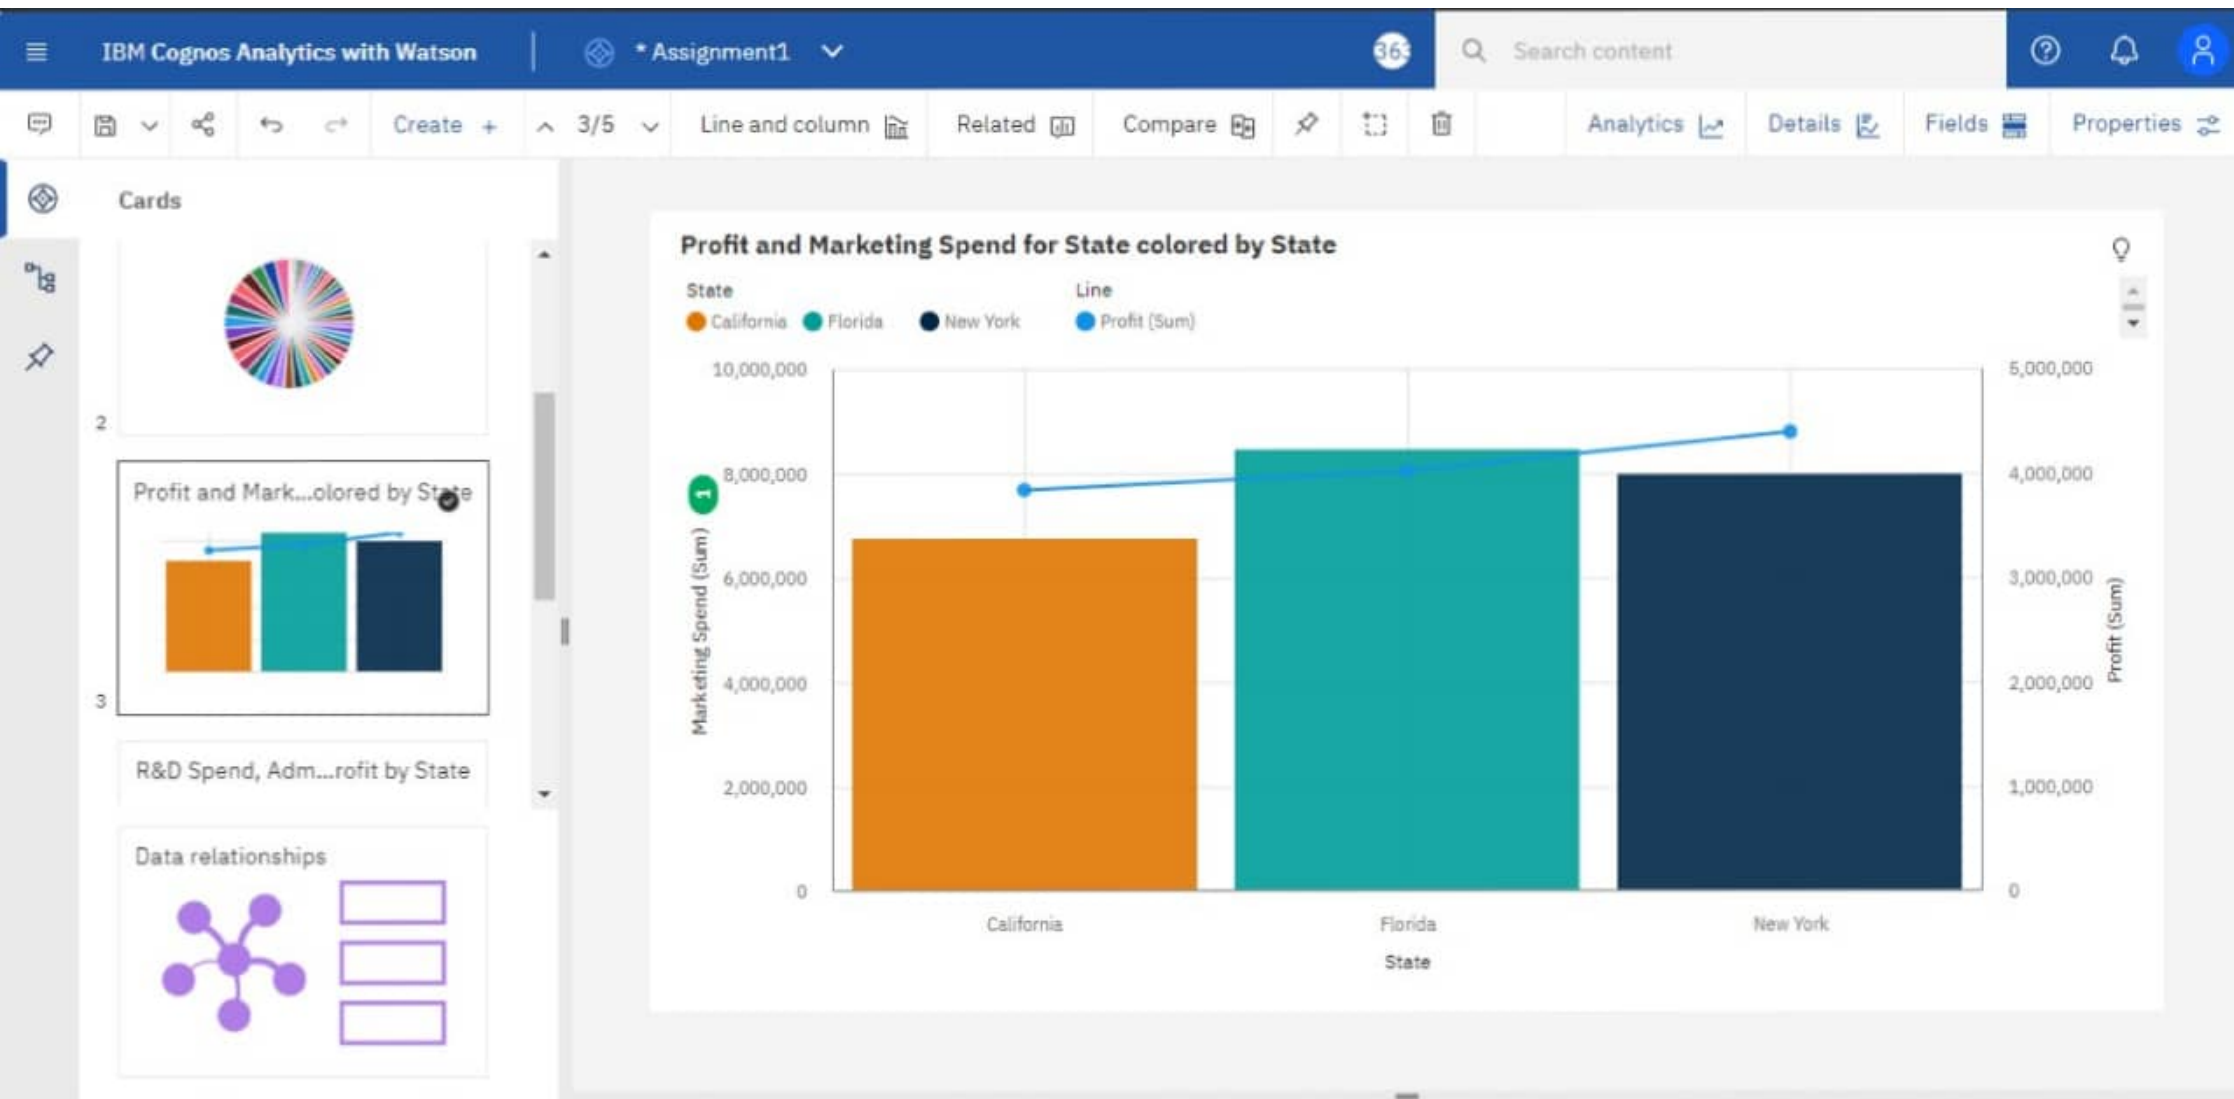 IBM Cognos Analytics with Watson
* Assignment1
363
Search content
Create +
3/5
Line and column
Related
Compare
Analytics
Details
Fields
Properties
Cards
2
Profit and Mark...olored by State
3
R&D Spend, Adm...rofit by State
Data relationships
Profit and Marketing Spend for State colored by State
State
California Florida New York
Line
Profit (Sum)
1
Marketing Spend (Sum)
10,000,000
8,000,000
6,000,000
4,000,000
2,000,000
0
5,000,000
4,000,000
3,000,000
2,000,000
1,000,000
0
Profit (Sum)
California Florida New York
State